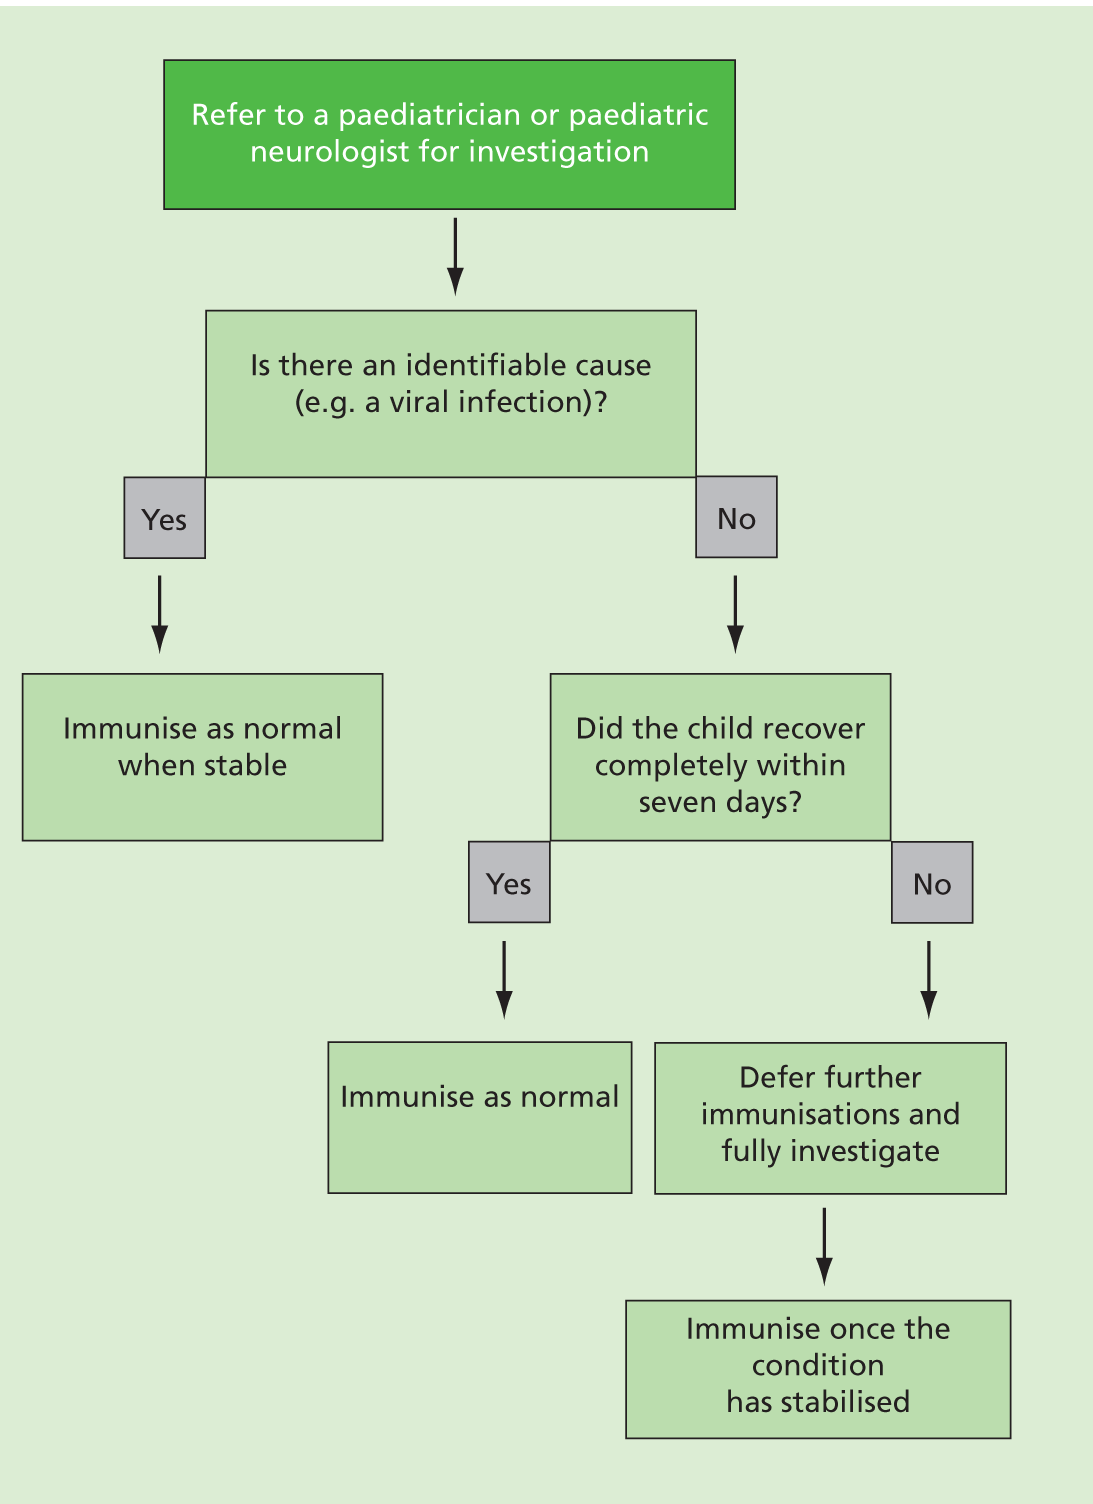 Refer to a paediatrician or paediatric
neurologist for investigation
Is there an identifiable cause
(e.g. a viral infection)?
Yes
No
Immunise as normal
when stable
Did the child recover
completely within
seven days?
Yes
No
Immunise as normal
Defer further
immunisations and
fully investigate
Immunise once the
condition
has stabilised